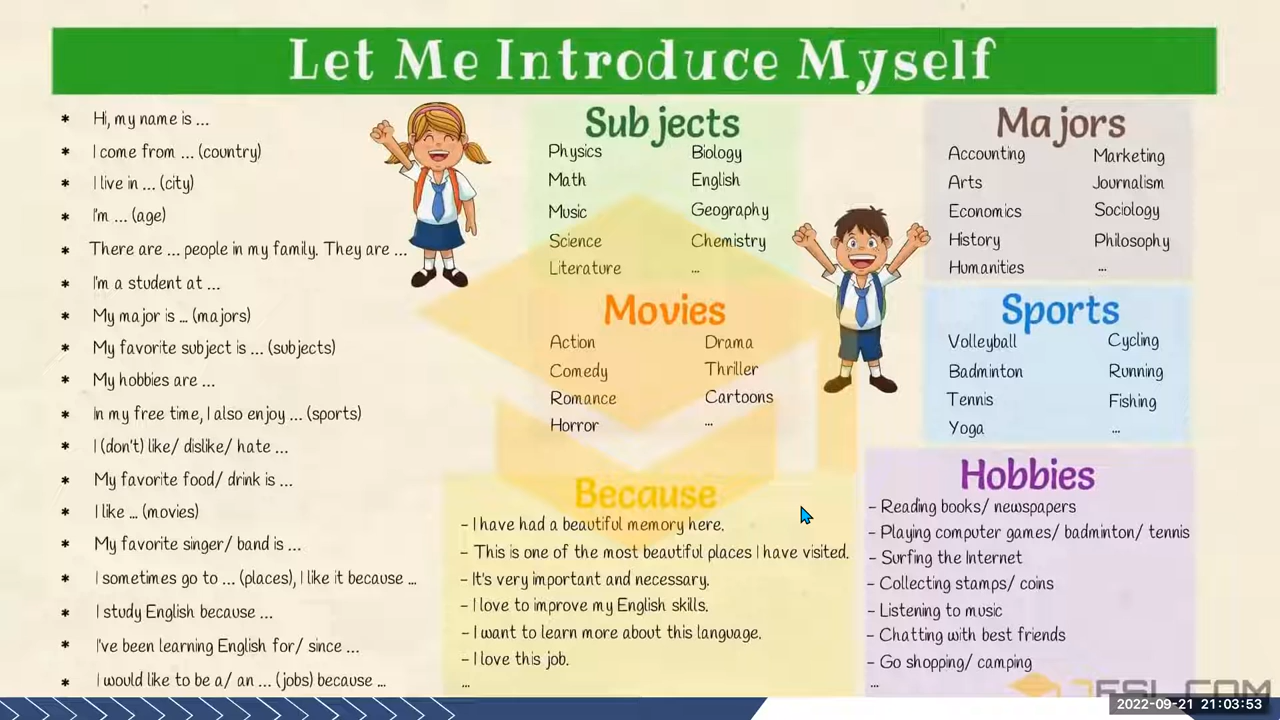 Let Me Introduce Myself
* Hi, my name is ...
* I come from ... (country)
* I live in ... (city)
* I'm ... (age)
* There are ... people in my family. They are ...
* I'm a student at ...
* My major is ... (majors)
* My favorite subject is ... (subjects)
* My hobbies are ...
* In my free time, I also enjoy ... (sports)
* I (don't) like/ dislike/ hate ...
* My favorite food/ drink is ...
* I like ... (movies)
* My favorite singer/ band is ...
* I sometimes go to ... (places), I like it because ...
* I study English because ...
* I've been learning English for/ since ...
* I would like to be a/ an ... (jobs) because ...
Subjects
Physics Biology
Math English
Music Geography
Science Chemistry
Literature ...
Movies
Action Drama
Comedy Thriller
Romance Cartoons
Horror ...
Because
- I have had a beautiful memory here.
- This is one of the most beautiful places I have visited.
- It's very important and necessary.
- I love to improve my English skills.
- I want to learn more about this language.
- I love this job.
...
Majors
Accounting Marketing
Arts Journalism
Economics Sociology
History Philosophy
Humanities ...
Sports
Volleyball Cycling
Badminton Running
Tennis Fishing
Yoga ...
Hobbies
- Reading books/ newspapers
- Playing computer games/ badminton/ tennis
- Surfing the Internet
- Collecting stamps/ coins
- Listening to music
- Chatting with best friends
- Go shopping/ camping
...
7ESL.COM
2022-09-21 21:03:53